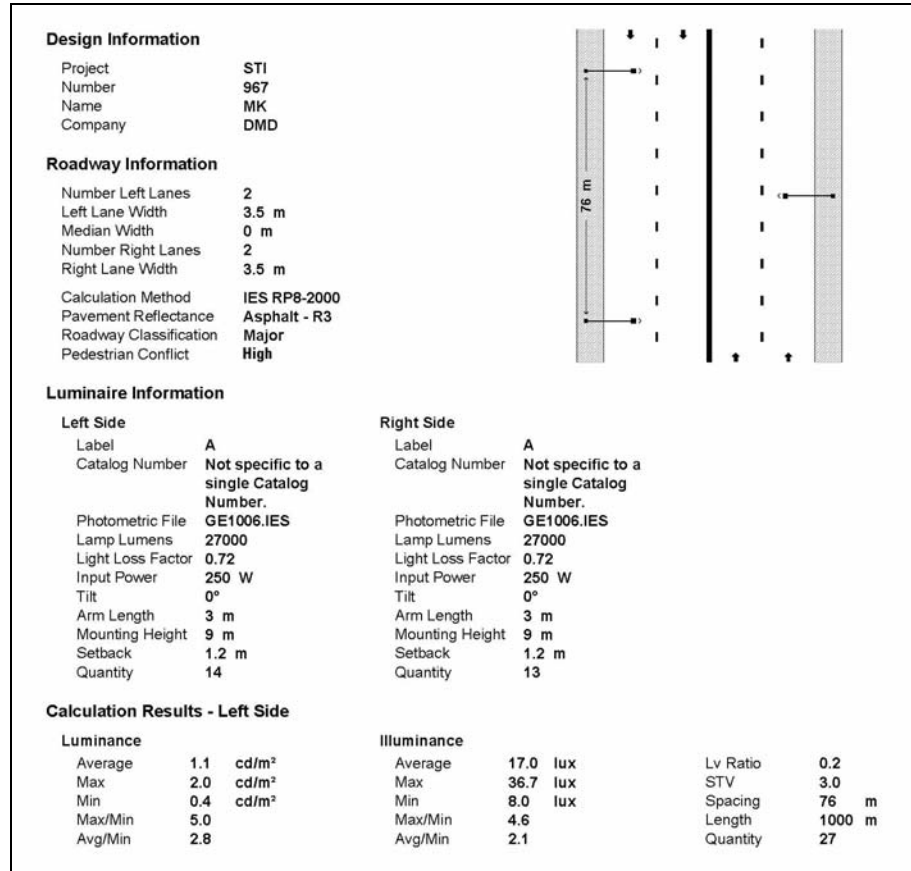 Design Information
Project STI
Number 967
Name MK
Company DMD
76 m
Roadway Information
Number Left Lanes 2
Left Lane Width 3.5 m
Median Width 0 m
Number Right Lanes 2
Right Lane Width 3.5 m
Calculation Method IES RP8-2000
Pavement Reflectance Asphalt - R3
Roadway Classification Major
Pedestrian Conflict High
Luminaire Information
Left Side
Label A
Catalog Number Not specific to a
single Catalog
Number.
Photometric File GE1006.IES
Lamp Lumens 27000
Light Loss Factor 0.72
Input Power 250 W
Tilt 0°
Arm Length 3 m
Mounting Height 9 m
Setback 1.2 m
Quantity 14
Right Side
Label A
Catalog Number Not specific to a
single Catalog
Number.
Photometric File GE1006.IES
Lamp Lumens 27000
Light Loss Factor 0.72
Input Power 250 W
Tilt 0°
Arm Length 3 m
Mounting Height 9 m
Setback 1.2 m
Quantity 13
Calculation Results - Left Side
Luminance
Average 1.1 cd/m²
Max 2.0 cd/m²
Min 0.4 cd/m²
Max/Min 5.0
Avg/Min 2.8
Illuminance
Average 17.0 lux
Max 36.7 lux
Min 8.0 lux
Max/Min 4.6
Avg/Min 2.1
Lv Ratio 0.2
STV 3.0
Spacing 76 m
Length 1000 m
Quantity 27